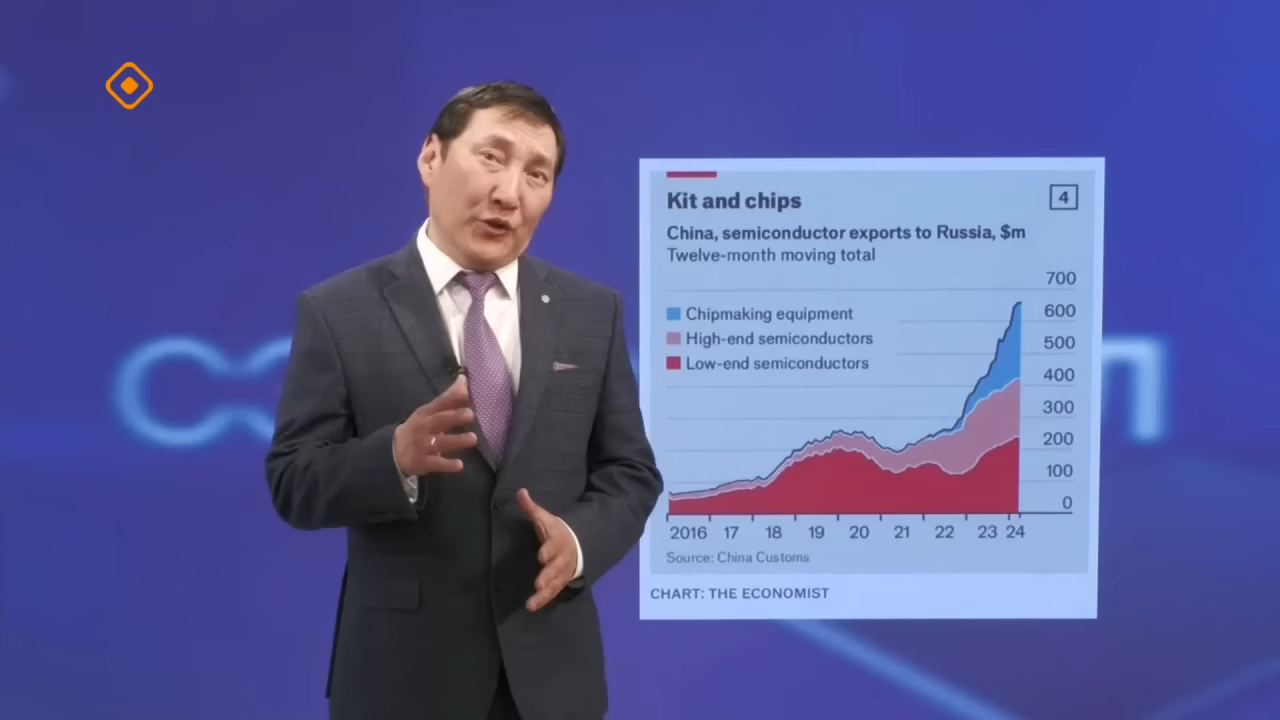 Kit and chips
4
China, semiconductor exports to Russia, $m
Twelve-month moving total
700
Chipmaking equipment
600
High-end semiconductors
500
Low-end semiconductors
400
300
200
100
0
2016 17 18 19 20 21 22 23 24
Source: China Customs
CHART: THE ECONOMIST